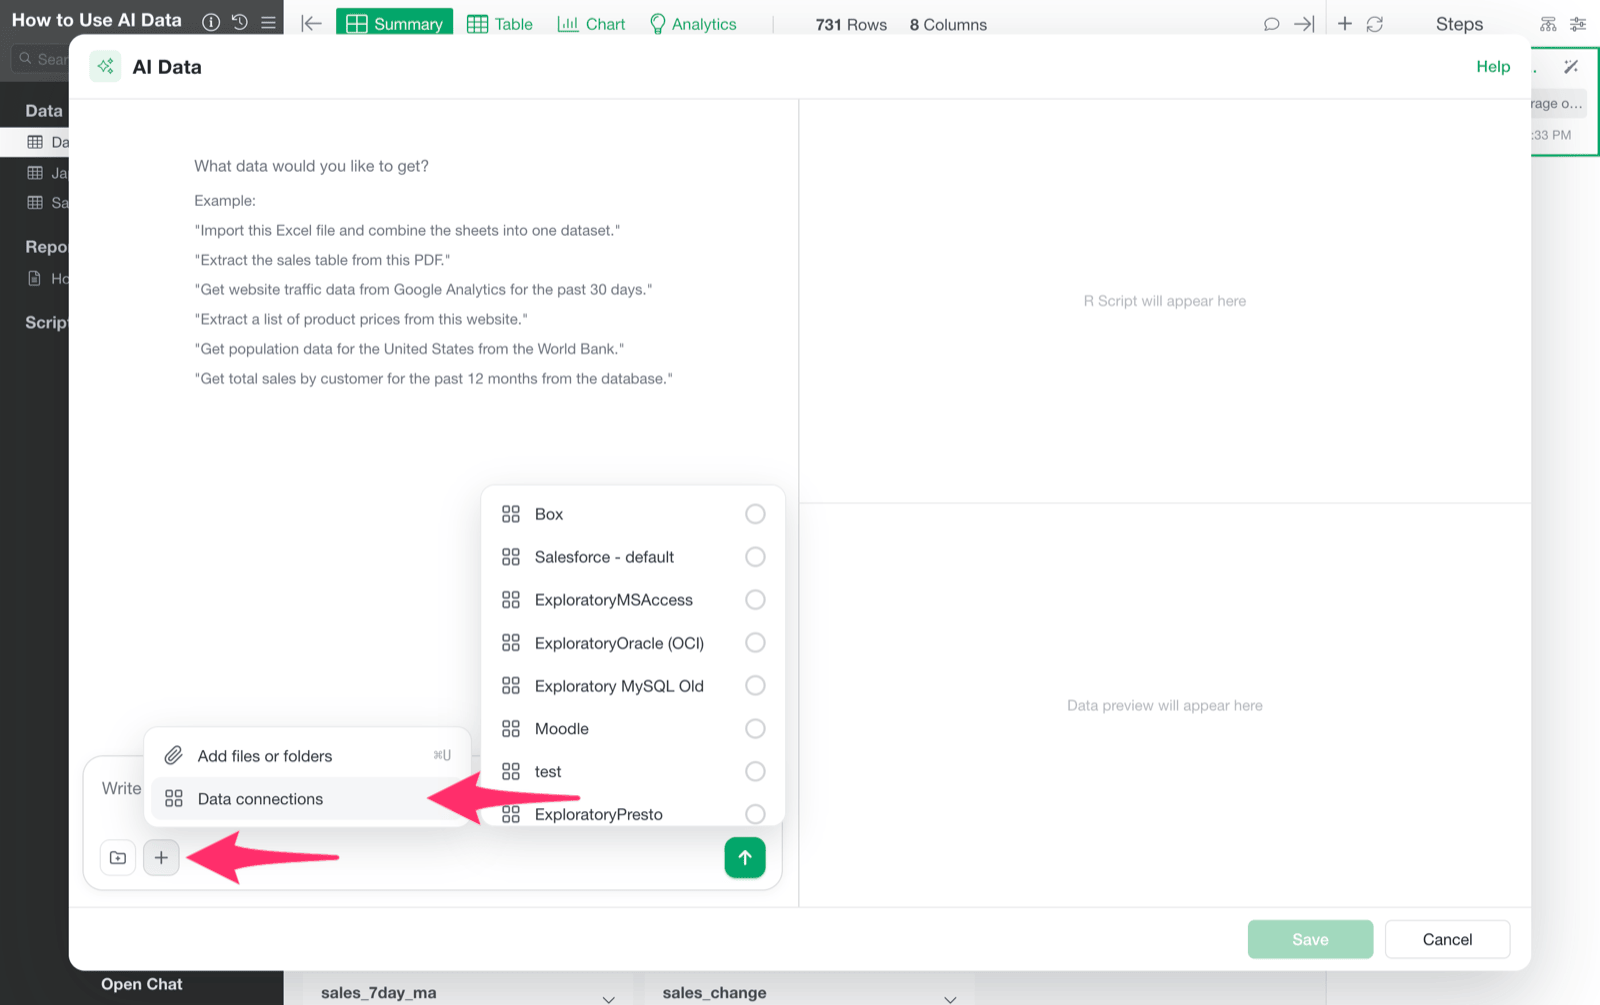 How to Use AI Data
Summary
Table
Chart
Analytics
731 Rows
8 Columns
Steps
AI Data
Help
Data
Da
Ja
Sa
Repo
Ho
Script
What data would you like to get?
Example:
"Import this Excel file and combine the sheets into one dataset."
"Extract the sales table from this PDF."
"Get website traffic data from Google Analytics for the past 30 days."
"Extract a list of product prices from this website."
"Get population data for the United States from the World Bank."
"Get total sales by customer for the past 12 months from the database."
R Script will appear here
rage o...
:33 PM
Box
Salesforce - default
ExploratoryMSAccess
ExploratoryOracle (OCI)
Exploratory MySQL Old
Moodle
test
ExploratoryPresto
Add files or folders
⌘U
Data connections
Write
Data preview will appear here
Save
Cancel
Open Chat
sales_7day_ma
sales_change